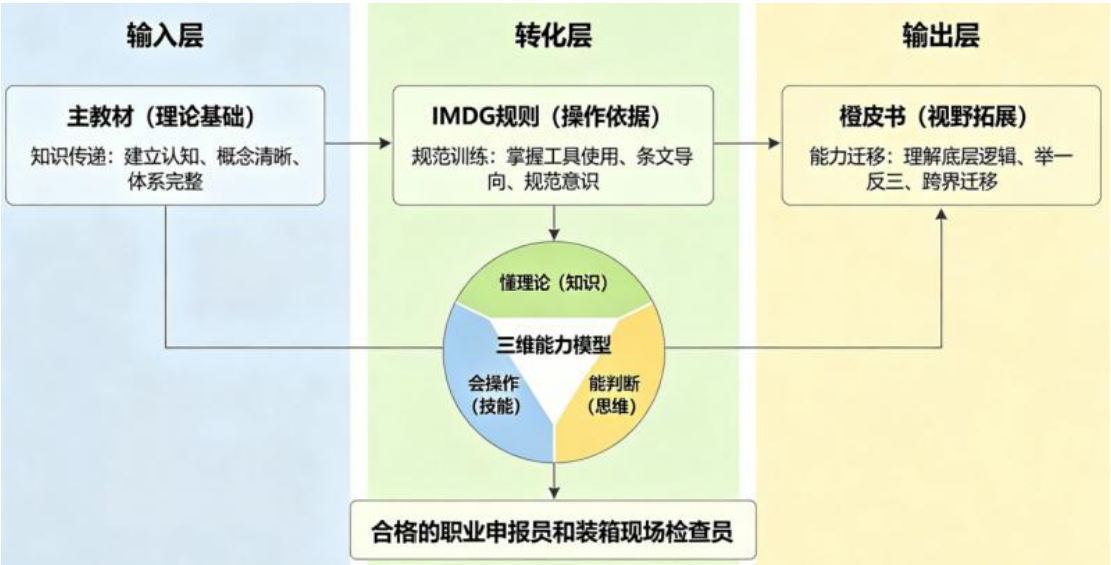 输入层
转化层
输出层
主教材（理论基础）
知识传递：建立认知、概念清晰、
体系完整
IMDG规则（操作依据）
规范训练：掌握工具使用、条文导
向、规范意识
橙皮书（视野拓展）
能力迁移：理解底层逻辑、举一
反三、跨界迁移
懂理论（知识）
三维能力模型
会操作
（技能）
能判断
（思维）
合格的职业申报员和装箱现场检查员